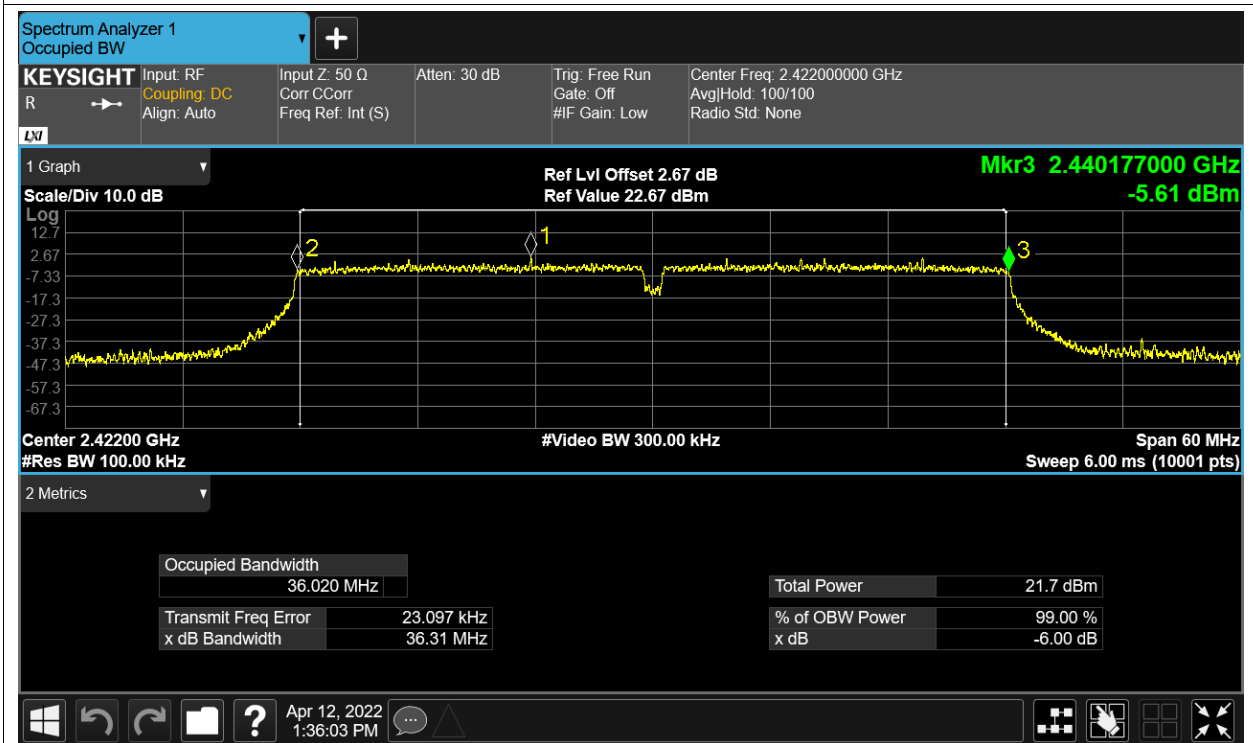 Spectrum Analyzer 1
Occupied BW
KEYSIGHT
R
LXI
Input: RF
Coupling: DC
Align: Auto
Input Z: 50 Ω
Corr CCorr
Freq Ref: Int (S)
Atten: 30 dB
Trig: Free Run
Gate: Off
#IF Gain: Low
Center Freq: 2.422000000 GHz
Avg|Hold: 100/100
Radio Std: None
1 Graph
Scale/Div 10.0 dB
Ref Lvl Offset 2.67 dB
Ref Value 22.67 dBm
Mkr3 2.440177000 GHz
-5.61 dBm
Log
12.7
2.67
-7.33
-17.3
-27.3
-37.3
-47.3
-57.3
-67.3
2
1
3
Center 2.42200 GHz
#Video BW 300.00 kHz
Span 60 MHz
#Res BW 100.00 kHz
Sweep 6.00 ms (10001 pts)
2 Metrics
Occupied Bandwidth
36.020 MHz
Transmit Freq Error 23.097 kHz
x dB Bandwidth 36.31 MHz
Total Power 21.7 dBm
% of OBW Power 99.00 %
x dB -6.00 dB
?
Apr 12, 2022
1:36:03 PM